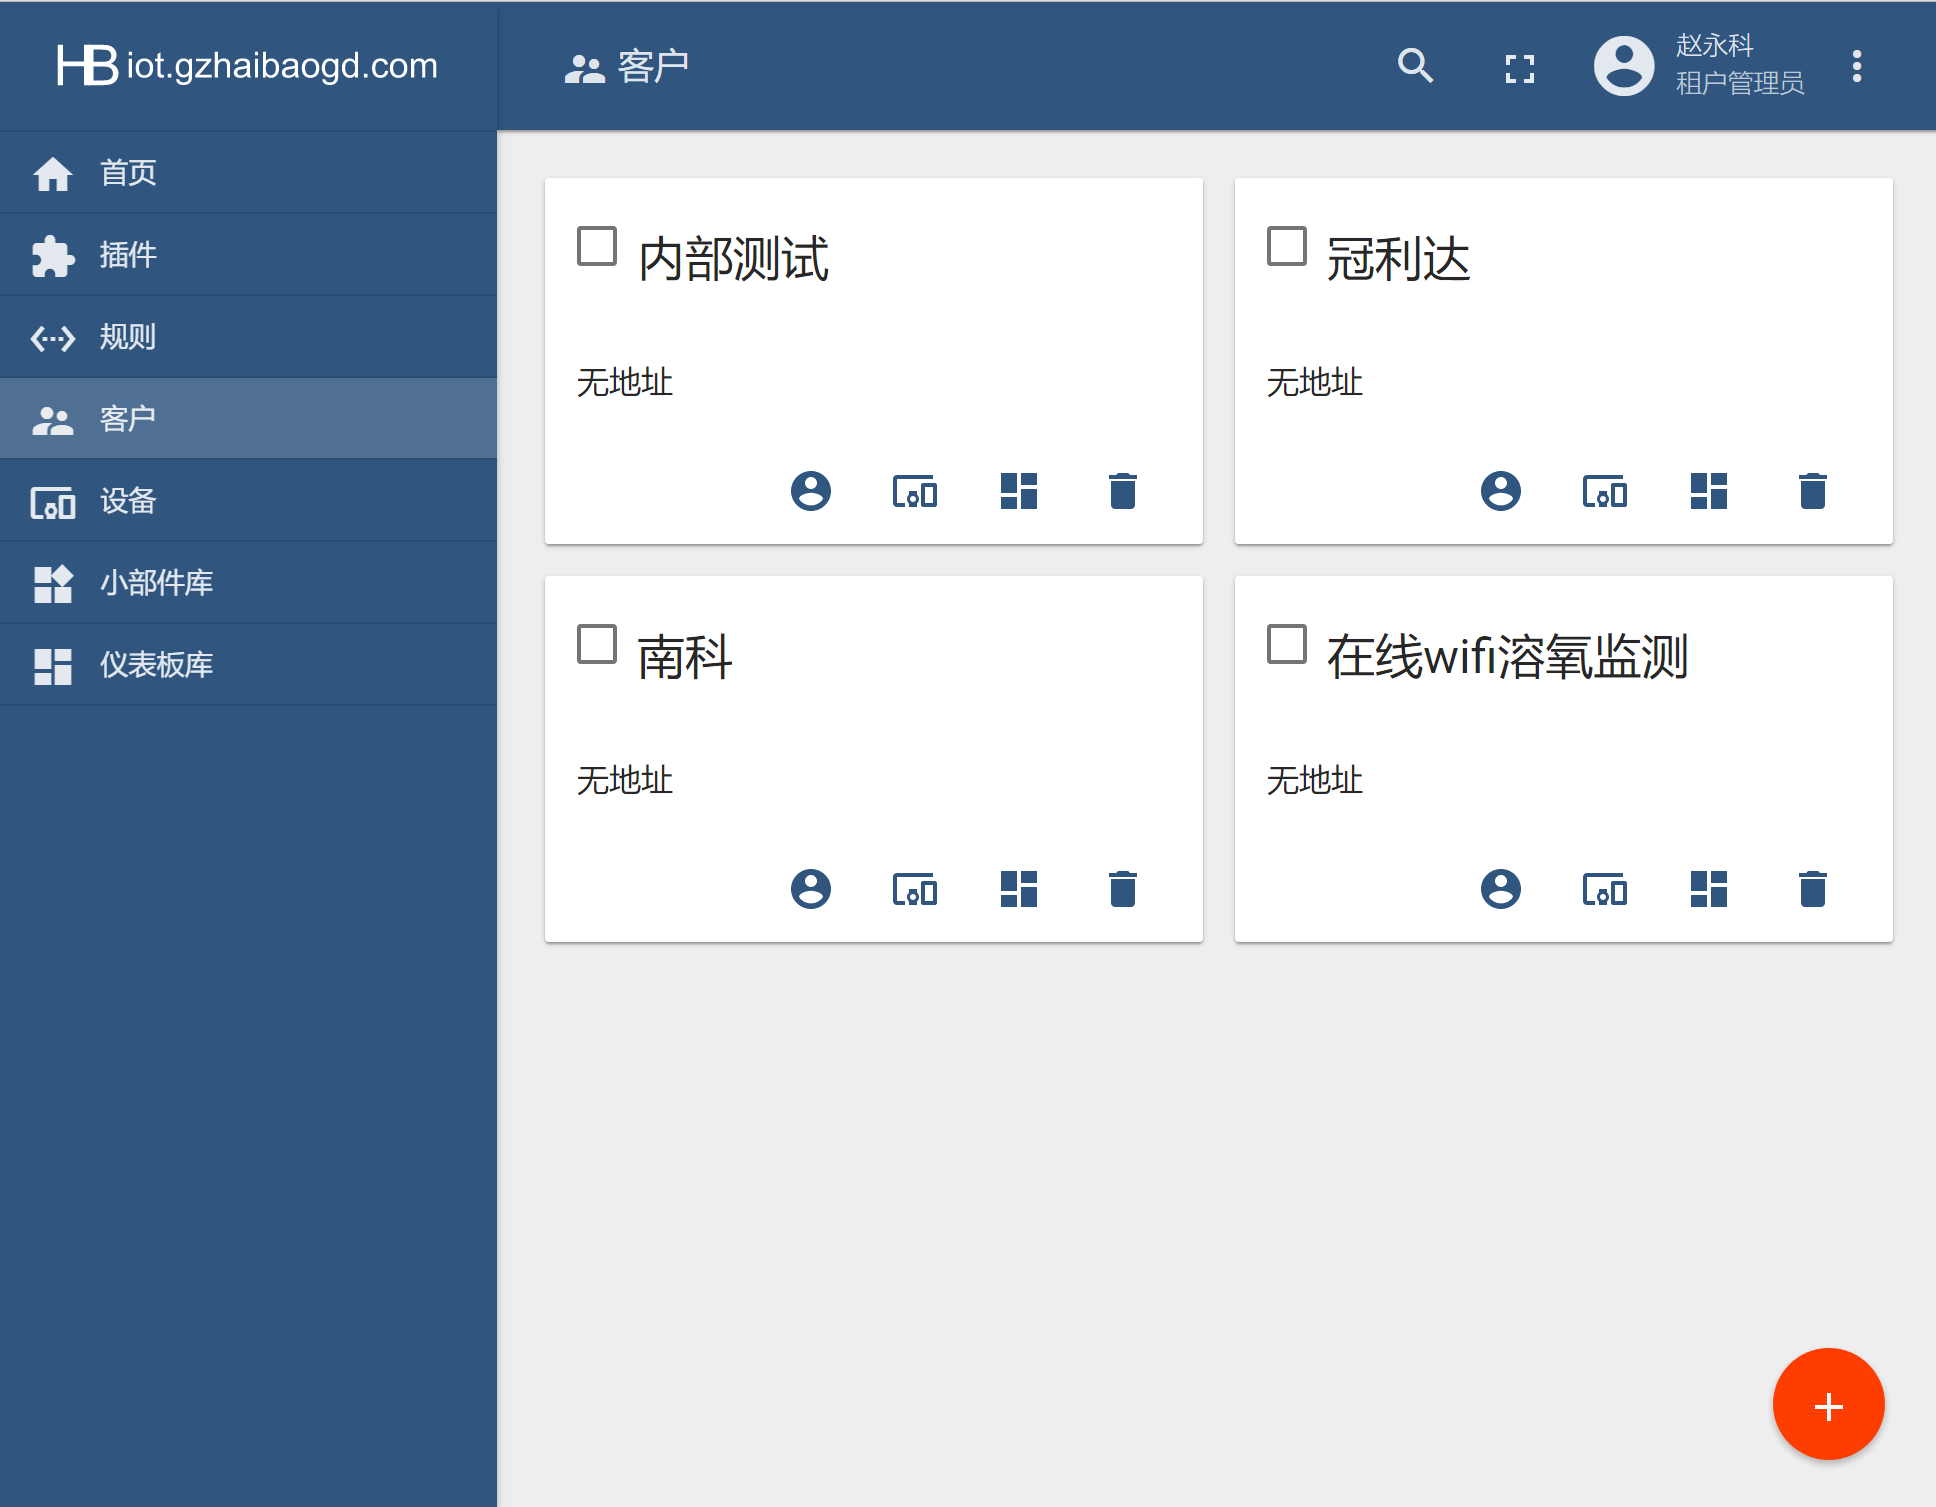 HB iot.gzhaibaogd.com
客户
赵永科
租户管理员
首页
插件
规则
客户
设备
小部件库
仪表板库
内部测试
无地址
冠利达
无地址
南科
无地址
在线wifi溶氧监测
无地址